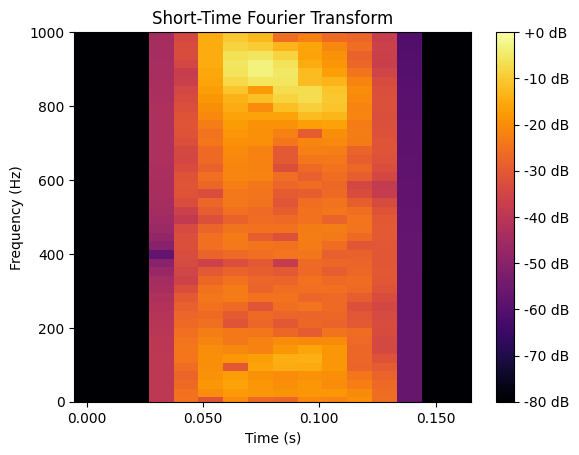 Short-Time Fourier Transform
1000
800
600
400
200
0
Frequency (Hz)
0.000
0.050
0.100
0.150
Time (s)
+0 dB
-10 dB
-20 dB
-30 dB
-40 dB
-50 dB
-60 dB
-70 dB
-80 dB